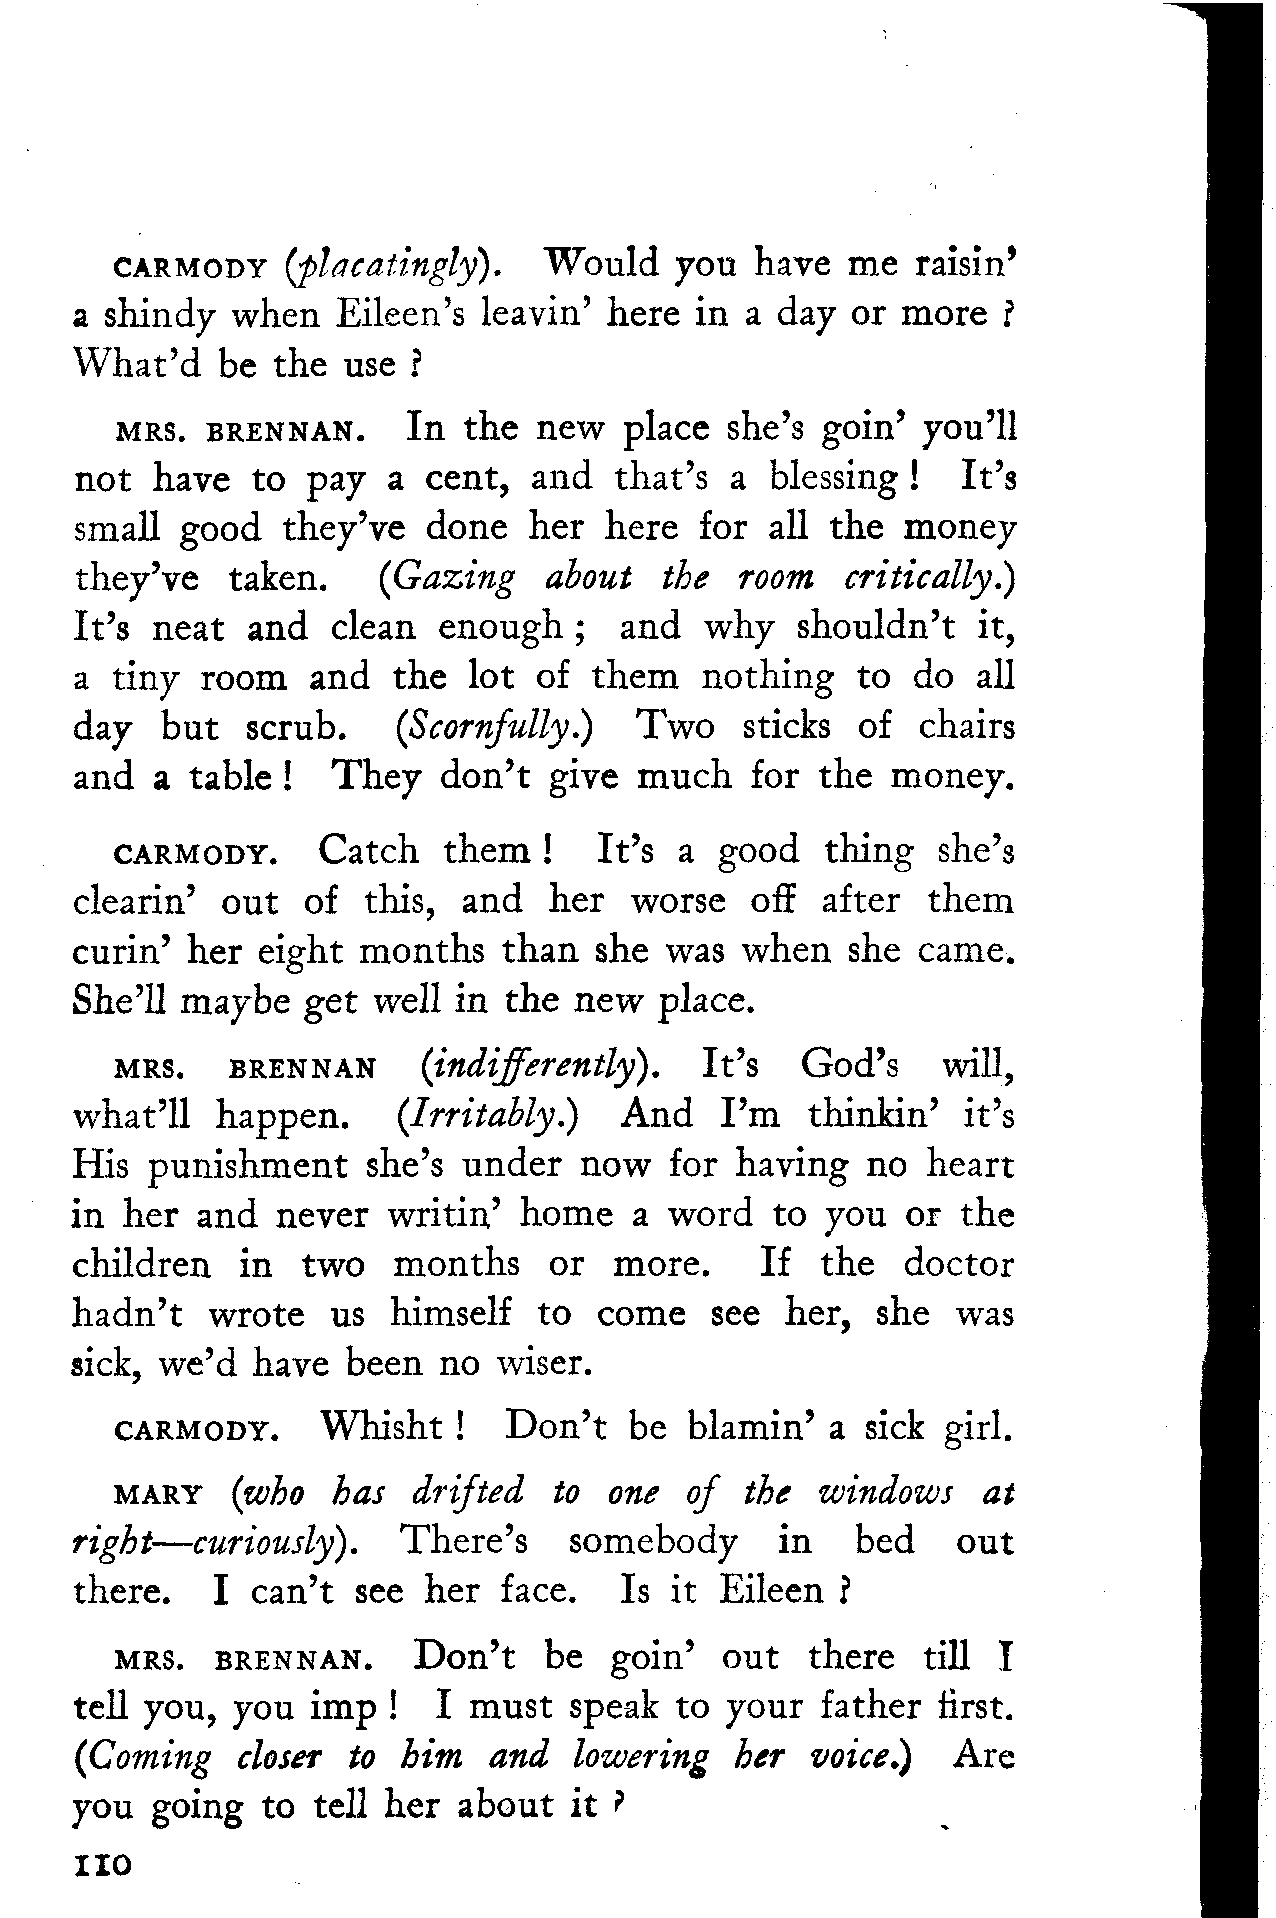 CARMODY (placatingly). Would you have me raisin'
a shindy when Eileen's leavin' here in a day or more ?
What'd be the use ?
MRS. BRENNAN. In the new place she's goin' you'll
not have to pay a cent, and that's a blessing ! It's
small good they've done her here for all the money
they've taken. (Gazing about the room critically.)
It's neat and clean enough ; and why shouldn't it,
a tiny room and the lot of them nothing to do all
day but scrub. (Scornfully.) Two sticks of chairs
and a table ! They don't give much for the money.
CARMODY. Catch them ! It's a good thing she's
clearin' out of this, and her worse off after them
curin' her eight months than she was when she came.
She'll maybe get well in the new place.
MRS. BRENNAN (indifferently). It's God's will,
what'll happen. (Irritably.) And I'm thinkin' it's
His punishment she's under now for having no heart
in her and never writin' home a word to you or the
children in two months or more. If the doctor
hadn't wrote us himself to come see her, she was
sick, we'd have been no wiser.
CARMODY. Whisht ! Don't be blamin' a sick girl.
MARY (who has drifted to one of the windows at
right—curiously). There's somebody in bed out
there. I can't see her face. Is it Eileen ?
MRS. BRENNAN. Don't be goin' out there till I
tell you, you imp ! I must speak to your father first.
(Coming closer to him and lowering her voice.) Are
you going to tell her about it ?
110